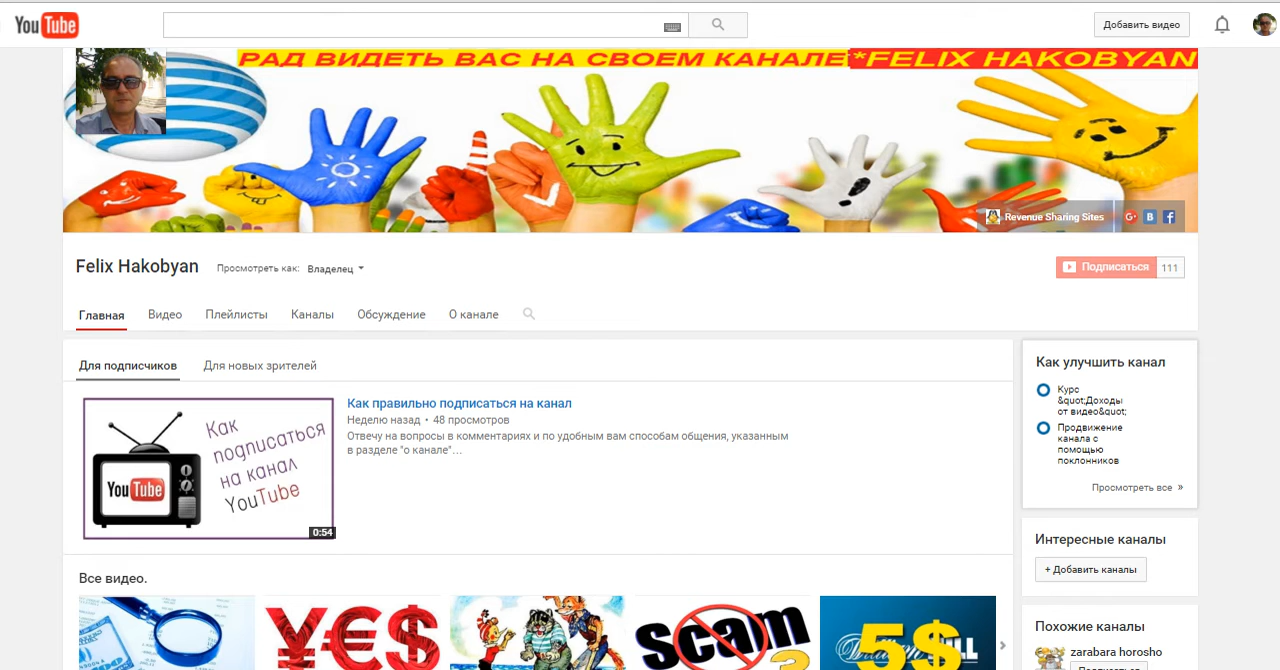 YouTube
Добавить видео
РАД ВИДЕТЬ ВАС НА СВОЕМ КАНАЛЕ *FELIX HAKOBYAN
Revenue Sharing Sites
Felix Hakobyan
Просмотреть как: Владелец
Подписаться 111
Главная Видео Плейлисты Каналы Обсуждение О канале
Для подписчиков Для новых зрителей
Как
подписаться
на канал
YouTube
YouTube
0:54
Как правильно подписаться на канал
Неделю назад • 48 просмотров
Отвечу на вопросы в комментариях и по удобным вам способам общения, указанным
в разделе "о канале"...
Все видео.
Y€$
Scam
?
5$
Как улучшить канал
Курс
&quot;Доходы
от видео&quot;
Продвижение
канала с
помощью
поклонников
Просмотреть все »
Интересные каналы
+ Добавить каналы
Похожие каналы
zarabara horosho